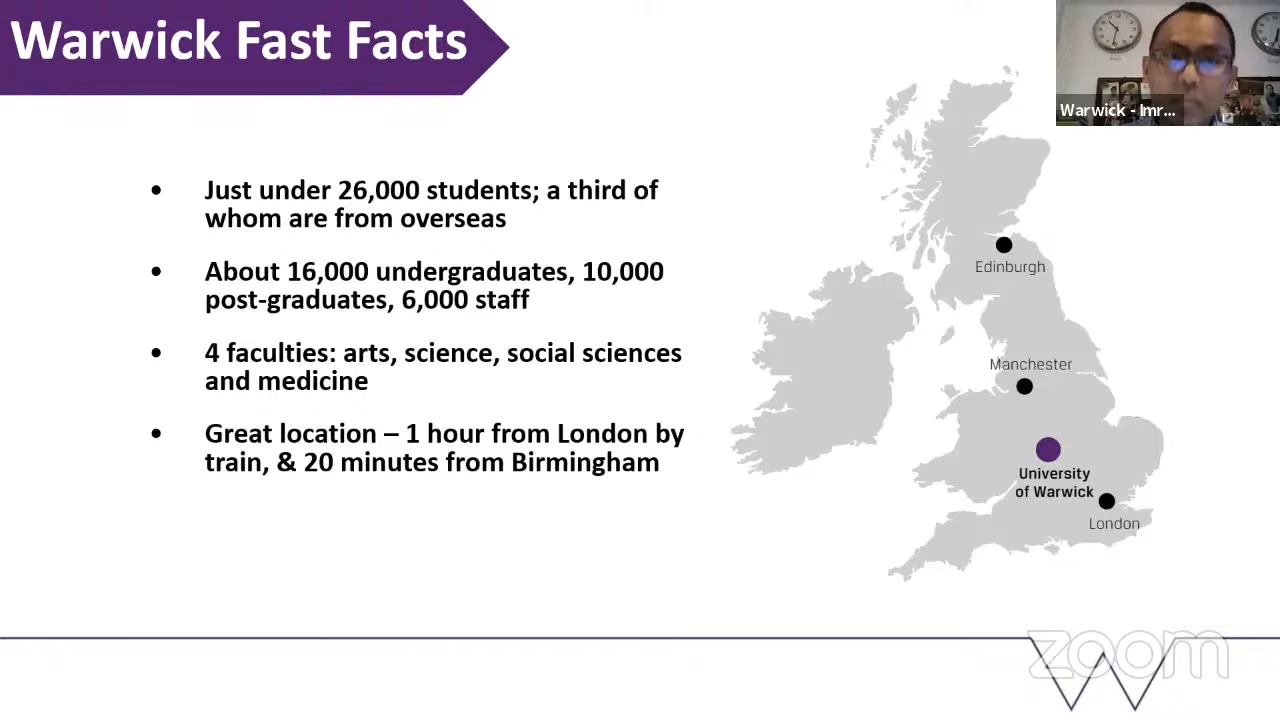 Warwick Fast Facts
Warwick - Imr...
• Just under 26,000 students; a third of
whom are from overseas
• About 16,000 undergraduates, 10,000
post-graduates, 6,000 staff
• 4 faculties: arts, science, social sciences
and medicine
• Great location – 1 hour from London by
train, & 20 minutes from Birmingham
Edinburgh
Manchester
University
of Warwick
London
zoom